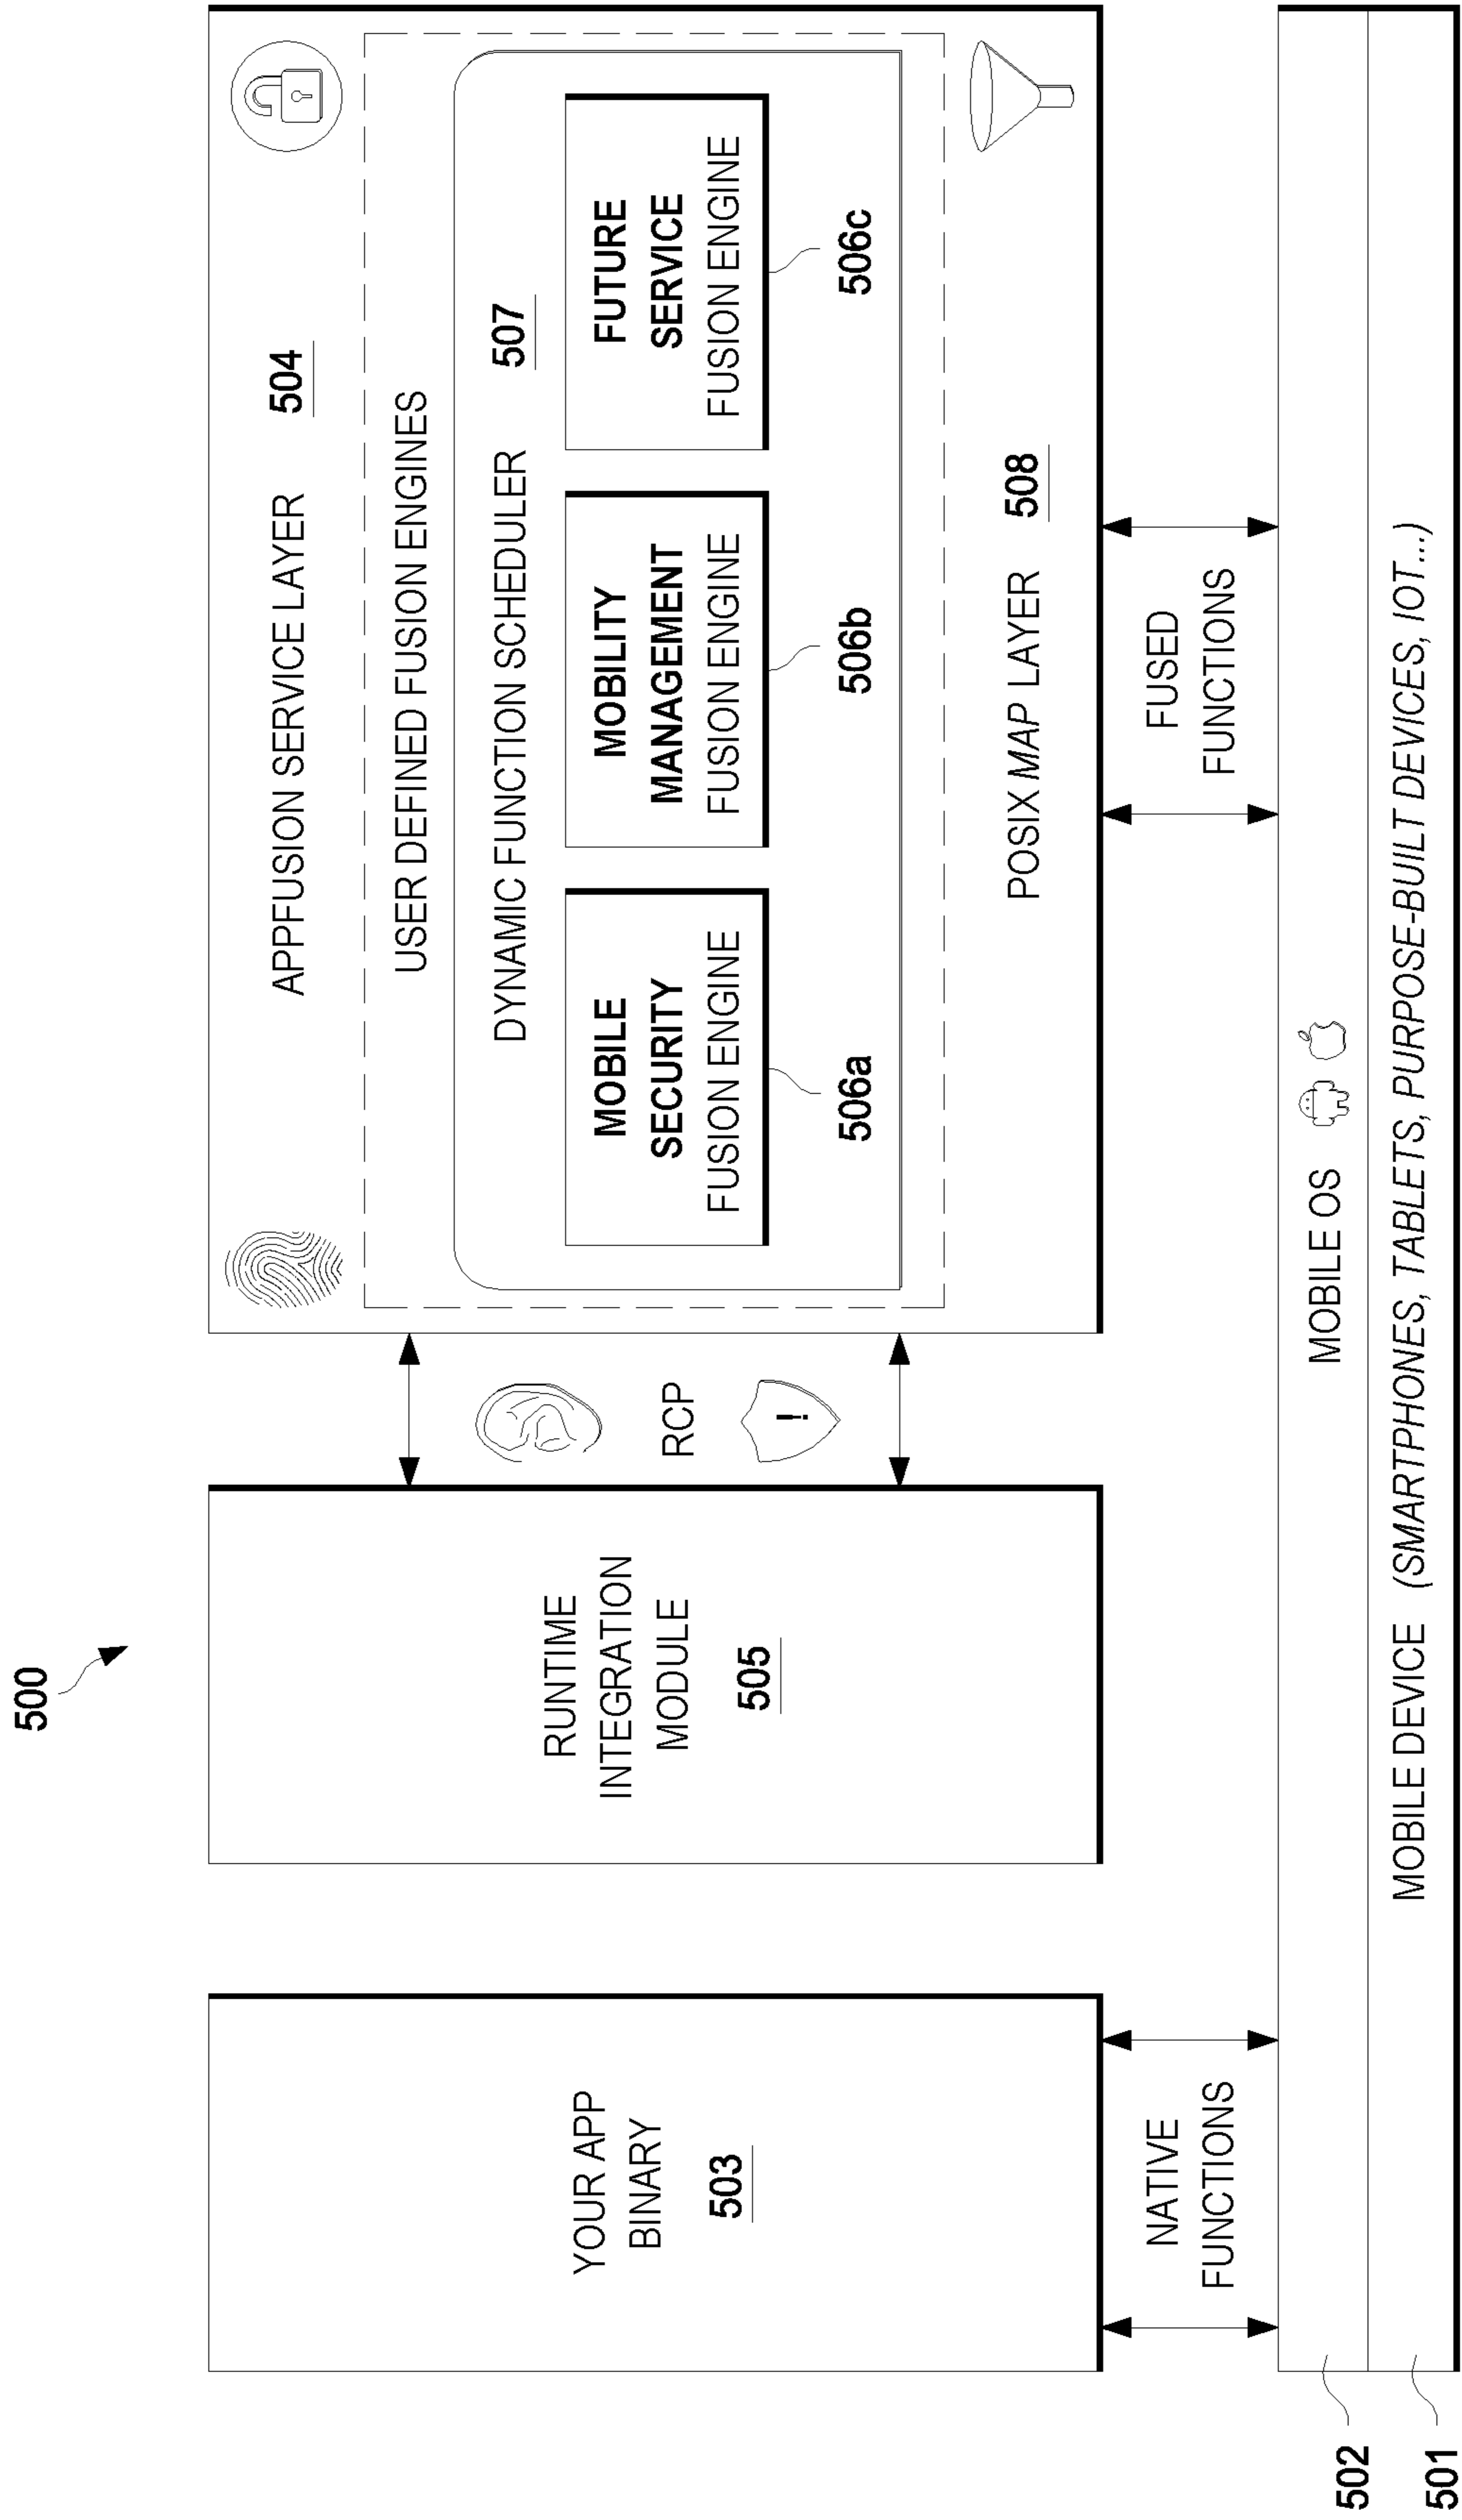 500
YOUR APP
BINARY
503
RUNTIME
INTEGRATION
MODULE
505
RCP
!
APPFUSION SERVICE LAYER 504
USER DEFINED FUSION ENGINES
DYNAMIC FUNCTION SCHEDULER 507
MOBILE
SECURITY
FUSION ENGINE
506a
MOBILITY
MANAGEMENT
FUSION ENGINE
506b
FUTURE
SERVICE
FUSION ENGINE
506c
POSIX MAP LAYER 508
NATIVE
FUNCTIONS
FUSED
FUNCTIONS
502
MOBILE OS
501
MOBILE DEVICE (SMARTPHONES, TABLETS, PURPOSE-BUILT DEVICES, IOT...)